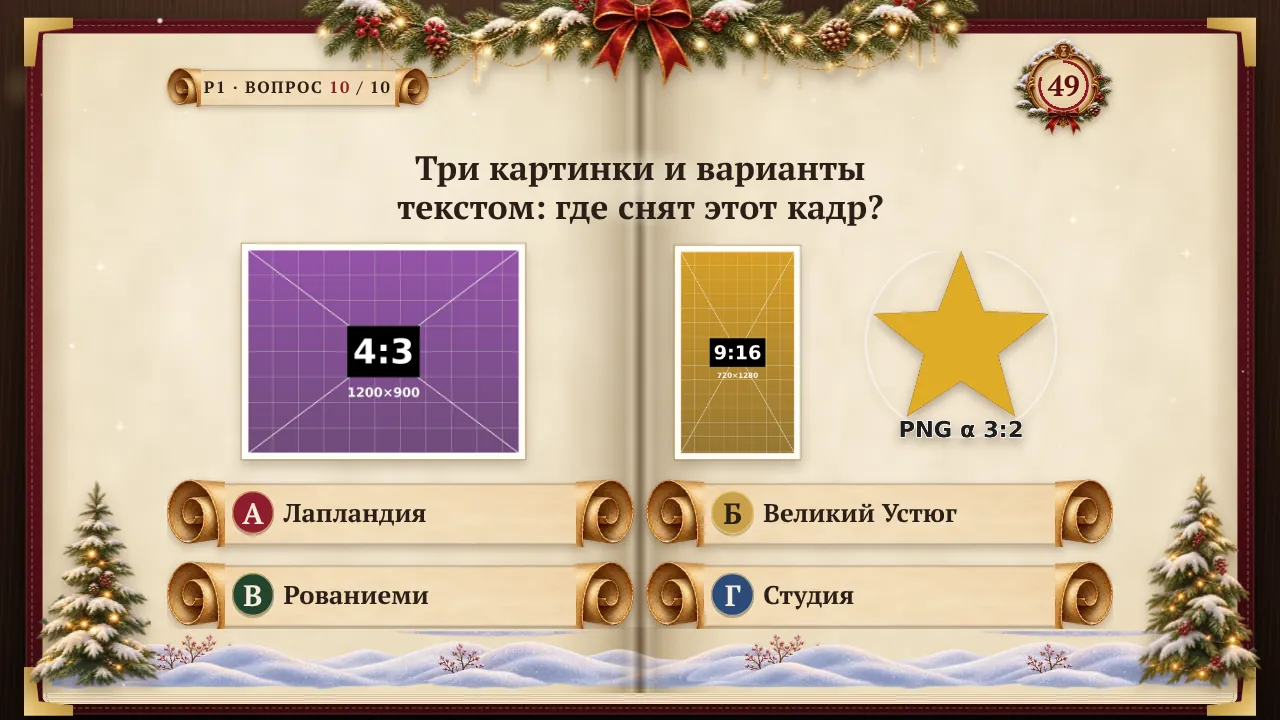 Р1 · ВОПРОС 10 / 10
49
Три картинки и варианты
текстом: где снят этот кадр?
4:3
1200×900
9:16
720×1280
PNG α 3:2
А Лапландия
Б Великий Устюг
В Рованиеми
Г Студия